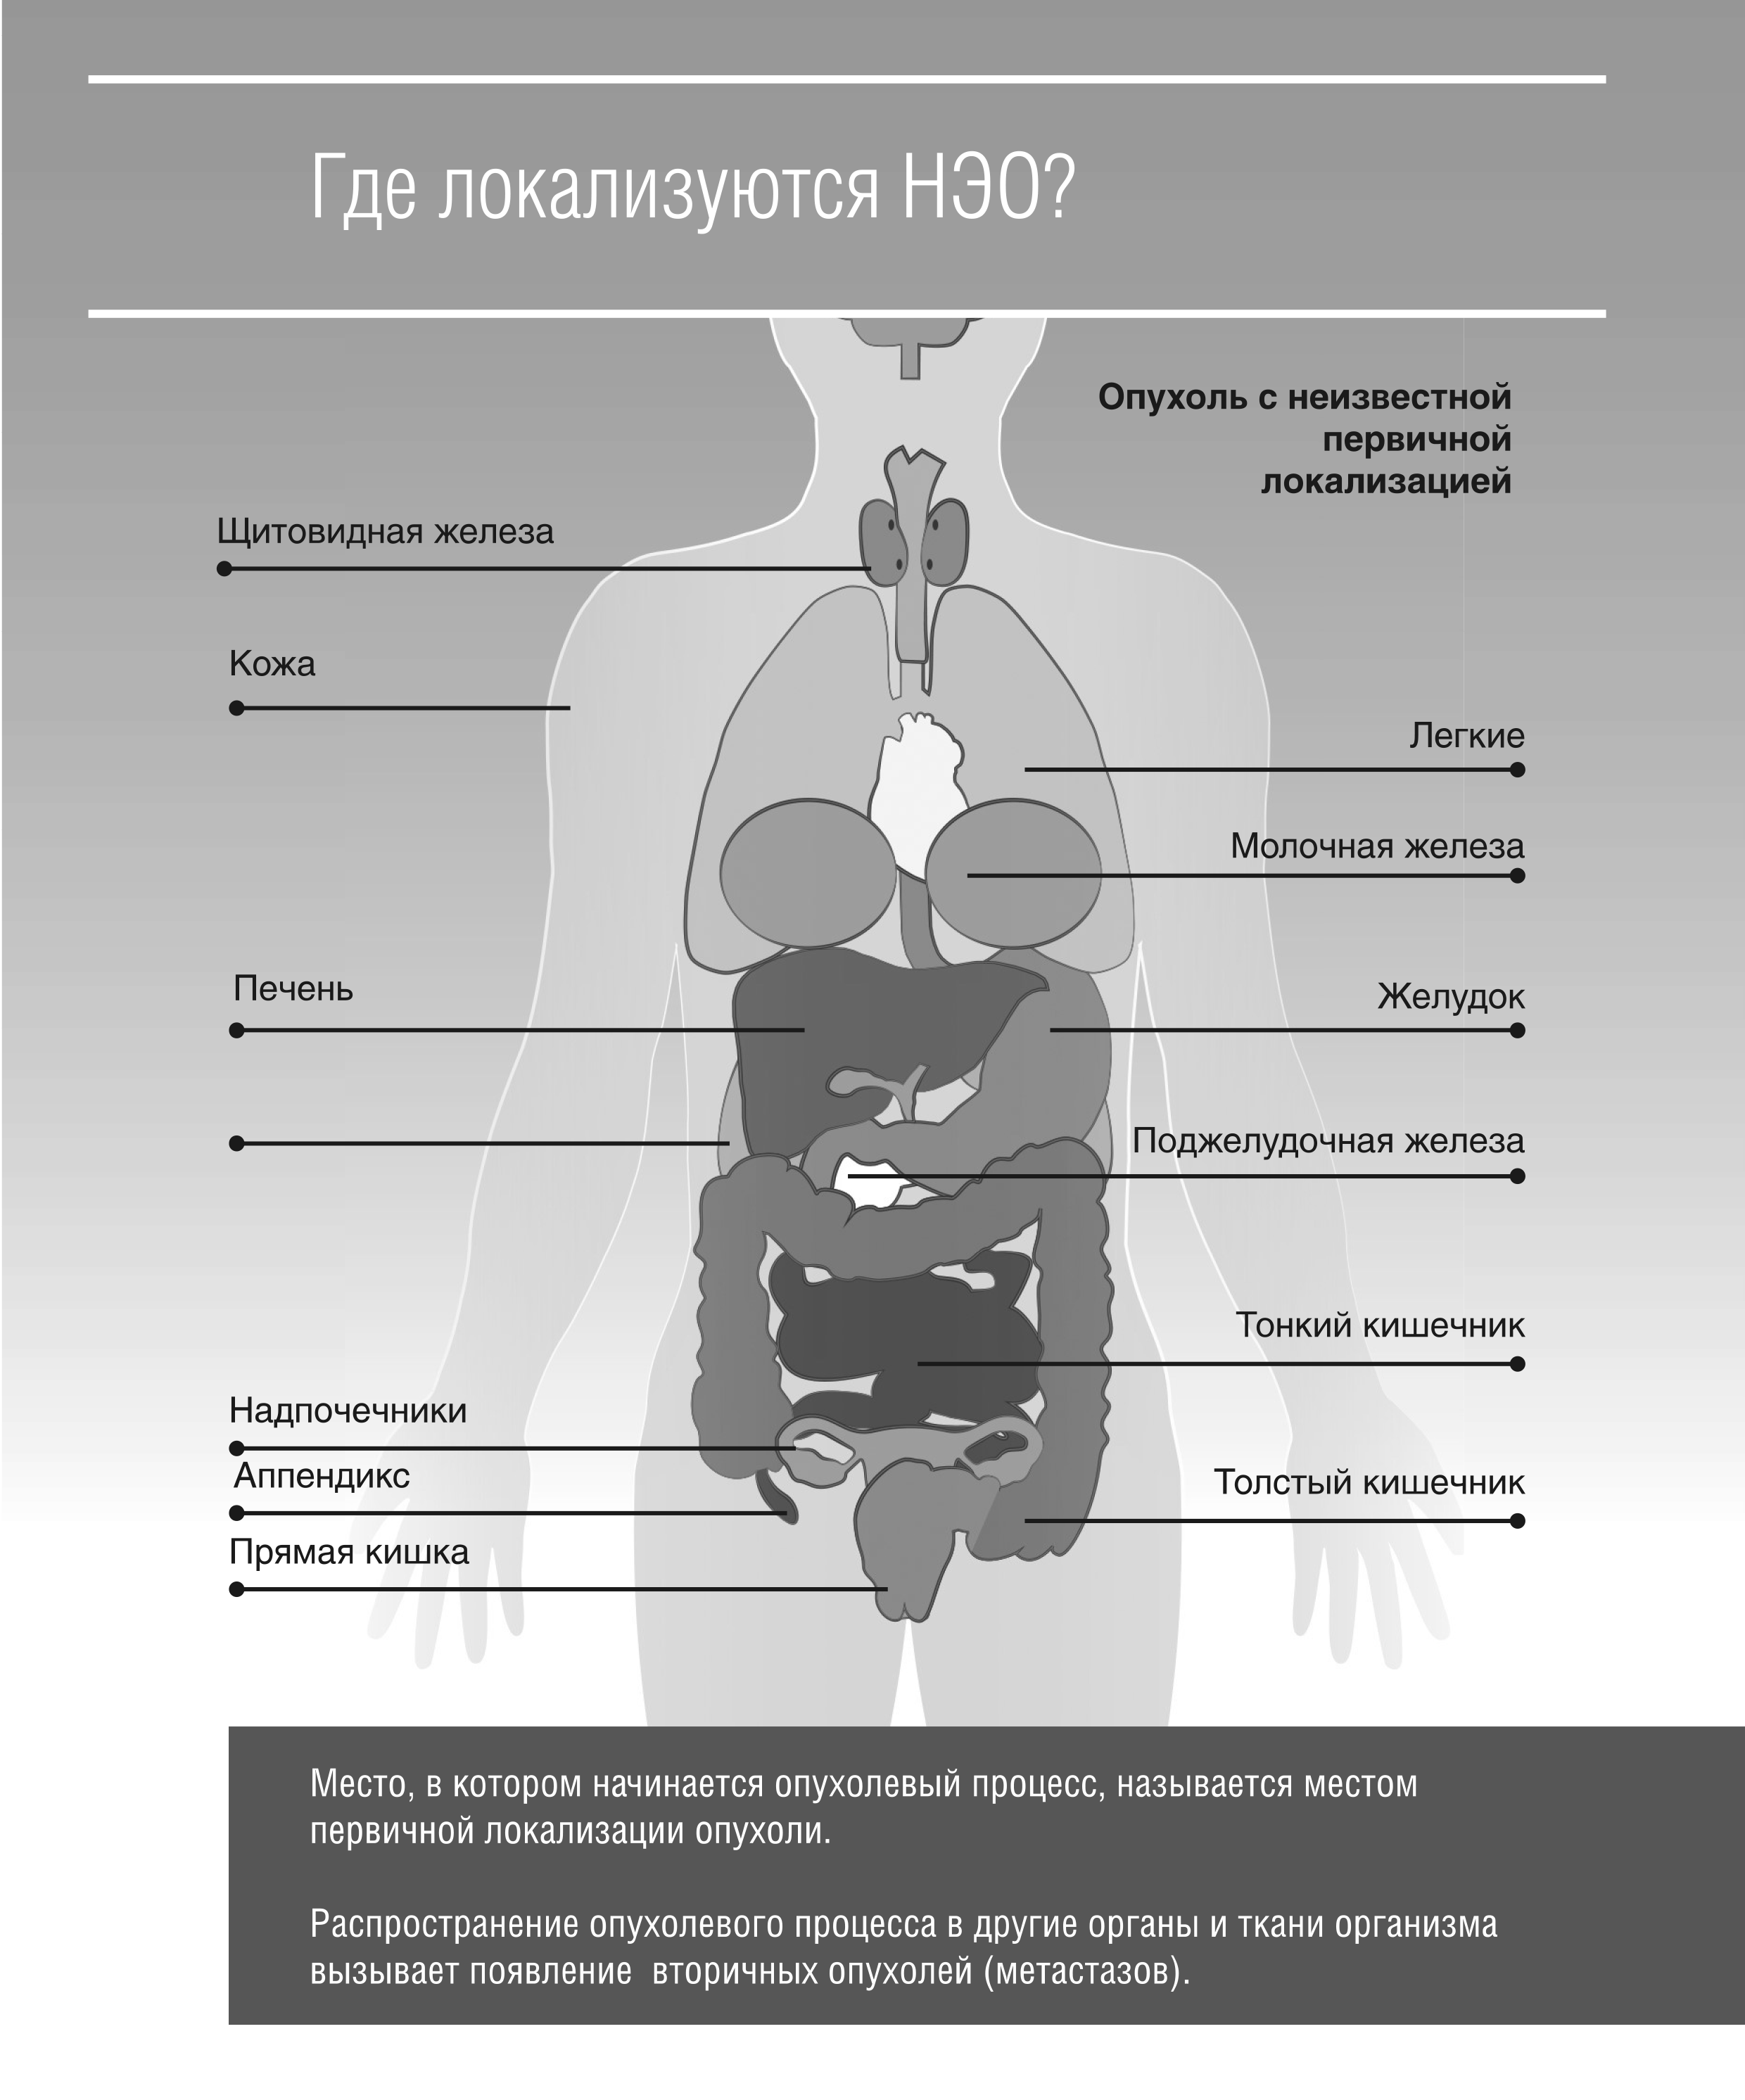 Где локализуются НЭО?
Опухоль с неизвестной
первичной
локализацией
Щитовидная железа
Кожа
Легкие
Молочная железа
Печень
Желудок
Поджелудочная железа
Тонкий кишечник
Надпочечники
Аппендикс
Толстый кишечник
Прямая кишка
Место, в котором начинается опухолевый процесс, называется местом
первичной локализации опухоли.
Распространение опухолевого процесса в другие органы и ткани организма
вызывает появление  вторичных опухолей (метастазов).